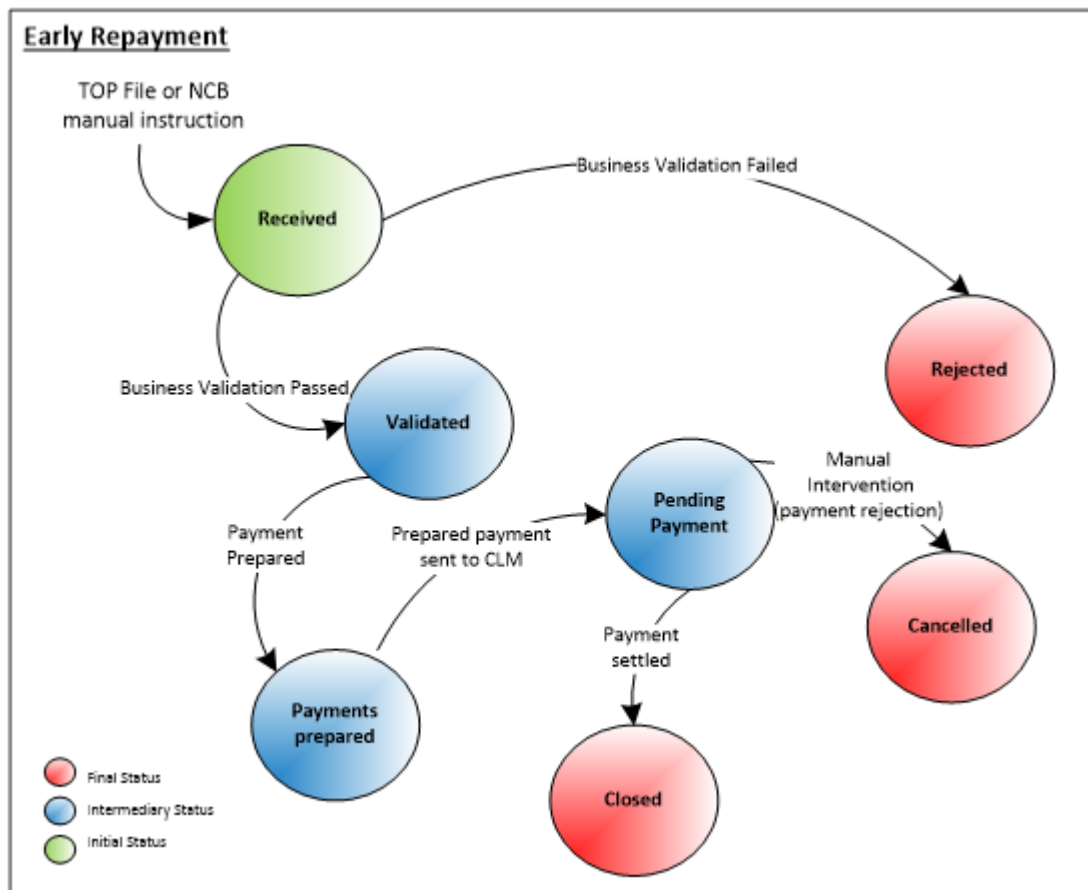 Early Repayment
TOP File or NCB
manual instruction
Business Validation Failed
Received
Rejected
Business Validation Passed
Validated
Manual
Intervention
(payment rejection)
Pending
Payment
Payment
Prepared
Prepared payment
sent to CLM
Cancelled
Payment
settled
Payments
prepared
Closed
Final Status
Intermediary Status
Initial Status